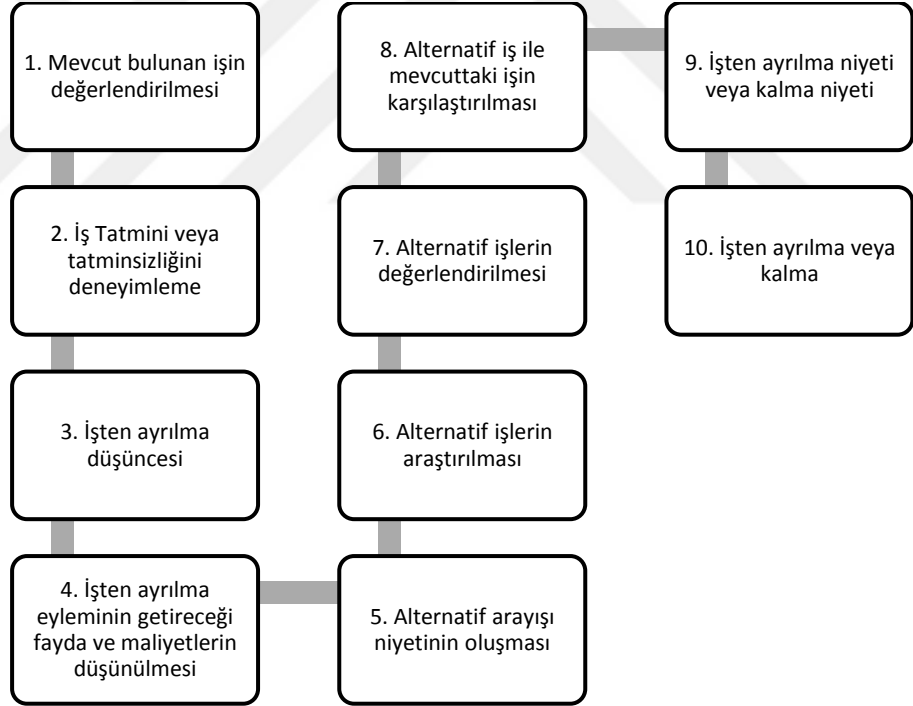 1. Mevcut bulunan işin
değerlendirilmesi
2. İş Tatmini veya
tatminsizliğini
deneyimleme
3. İşten ayrılma
düşüncesi
4. İşten ayrılma
eyleminin getireceği
fayda ve maliyetlerin
düşünülmesi
5. Alternatif arayışı
niyetinin oluşması
6. Alternatif işlerin
araştırılması
7. Alternatif işlerin
değerlendirilmesi
8. Alternatif iş ile
mevcuttaki işin
karşılaştırılması
9. İşten ayrılma niyeti
veya kalma niyeti
10. İşten ayrılma veya
kalma